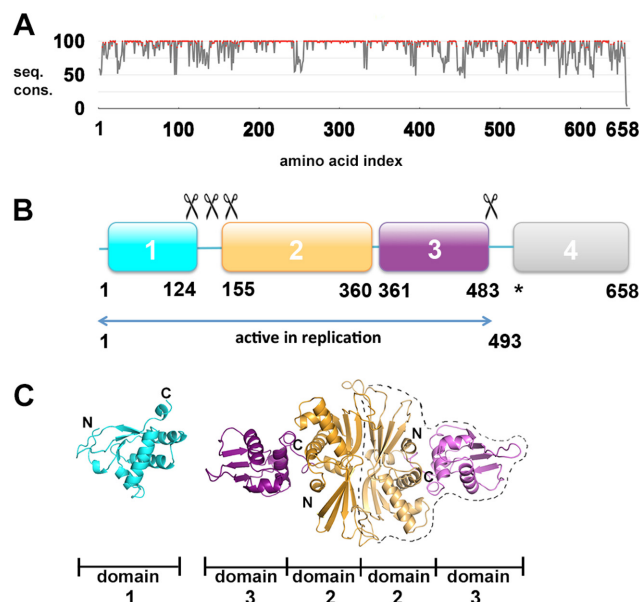 A
100
seq. 50
cons.
0
1 100 200 300 400 500 600 658
amino acid index
B
1 2 3 4
1 124 155 360 361 483 * 658
active in replication
1 493
C
C
N
C
N
N
C
domain domain domain domain domain
1 3 2 2 3